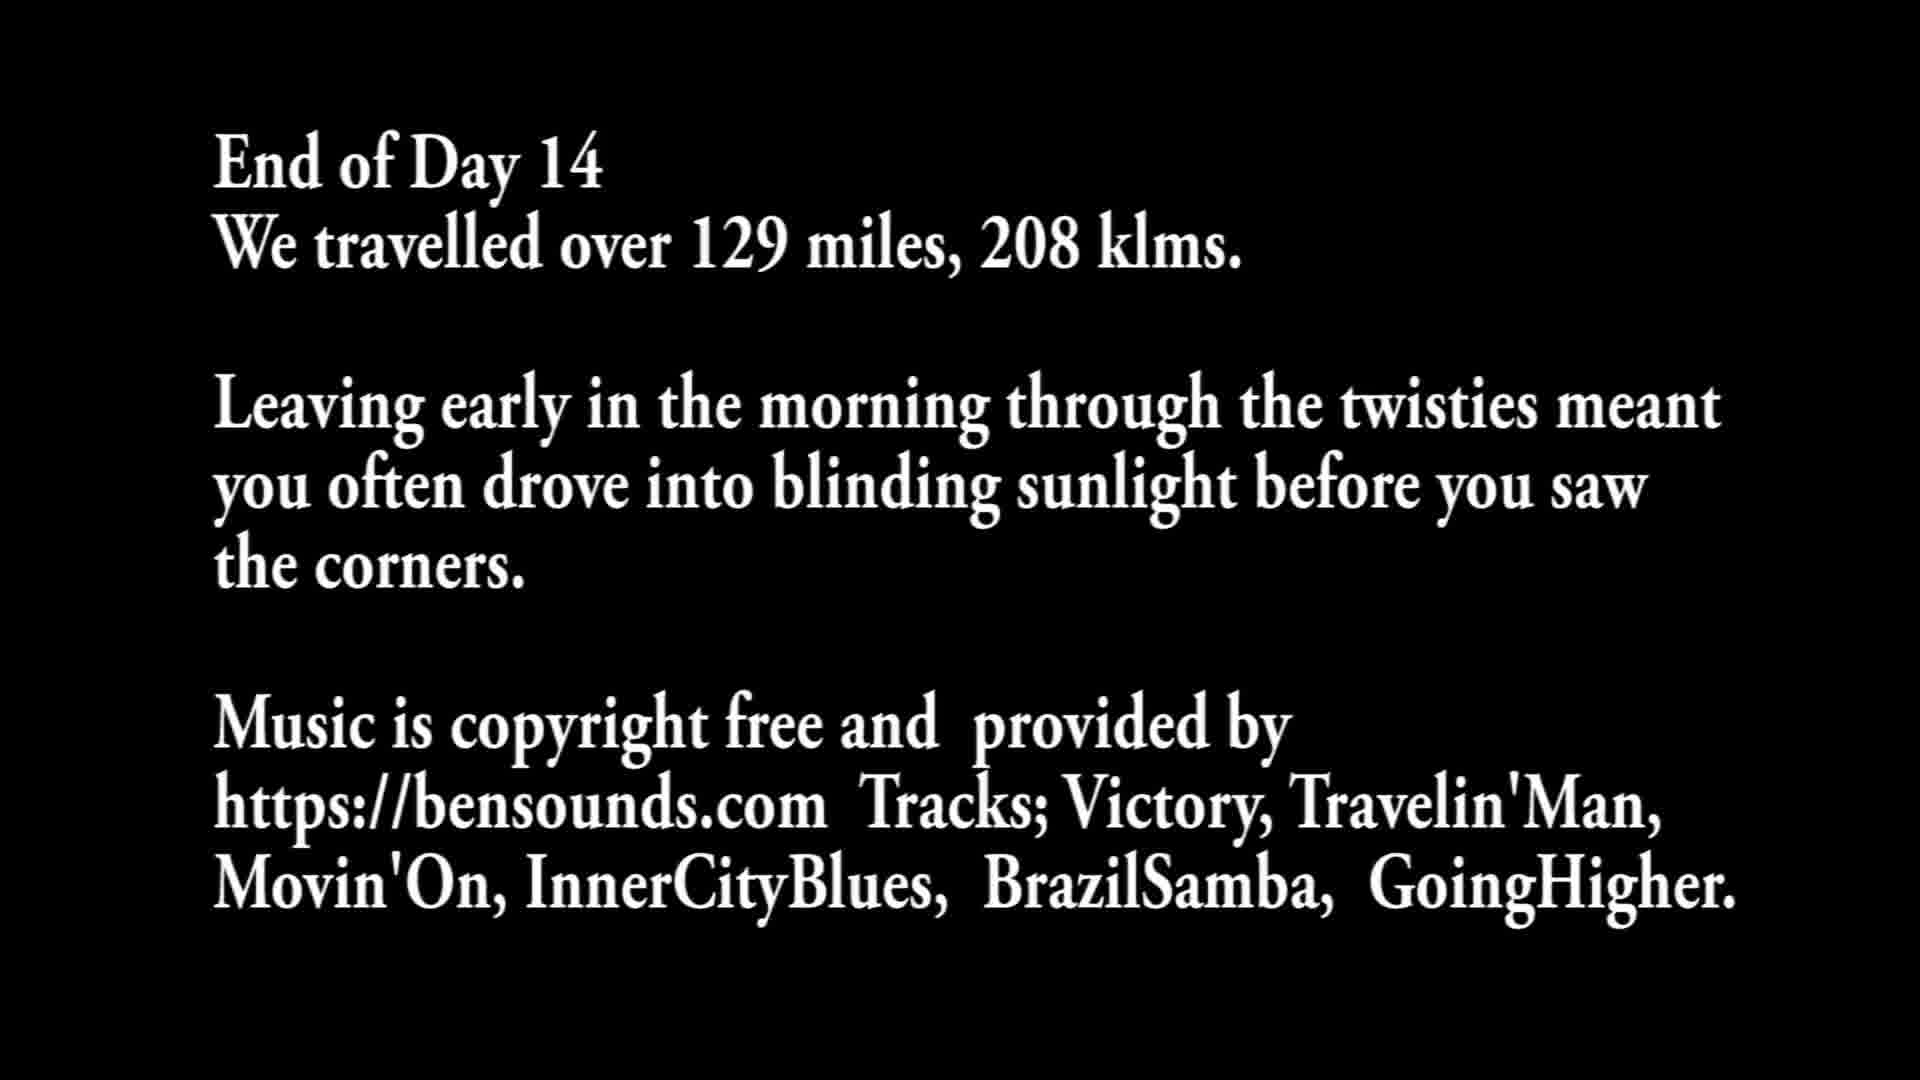 End of Day 14
We travelled over 129 miles, 208 klms.
Leaving early in the morning through the twisties meant
you often drove into blinding sunlight before you saw
the corners.
Music is copyright free and  provided by
https://bensounds.com  Tracks; Victory, Travelin'Man,
Movin'On, InnerCityBlues,  BrazilSamba,  GoingHigher.